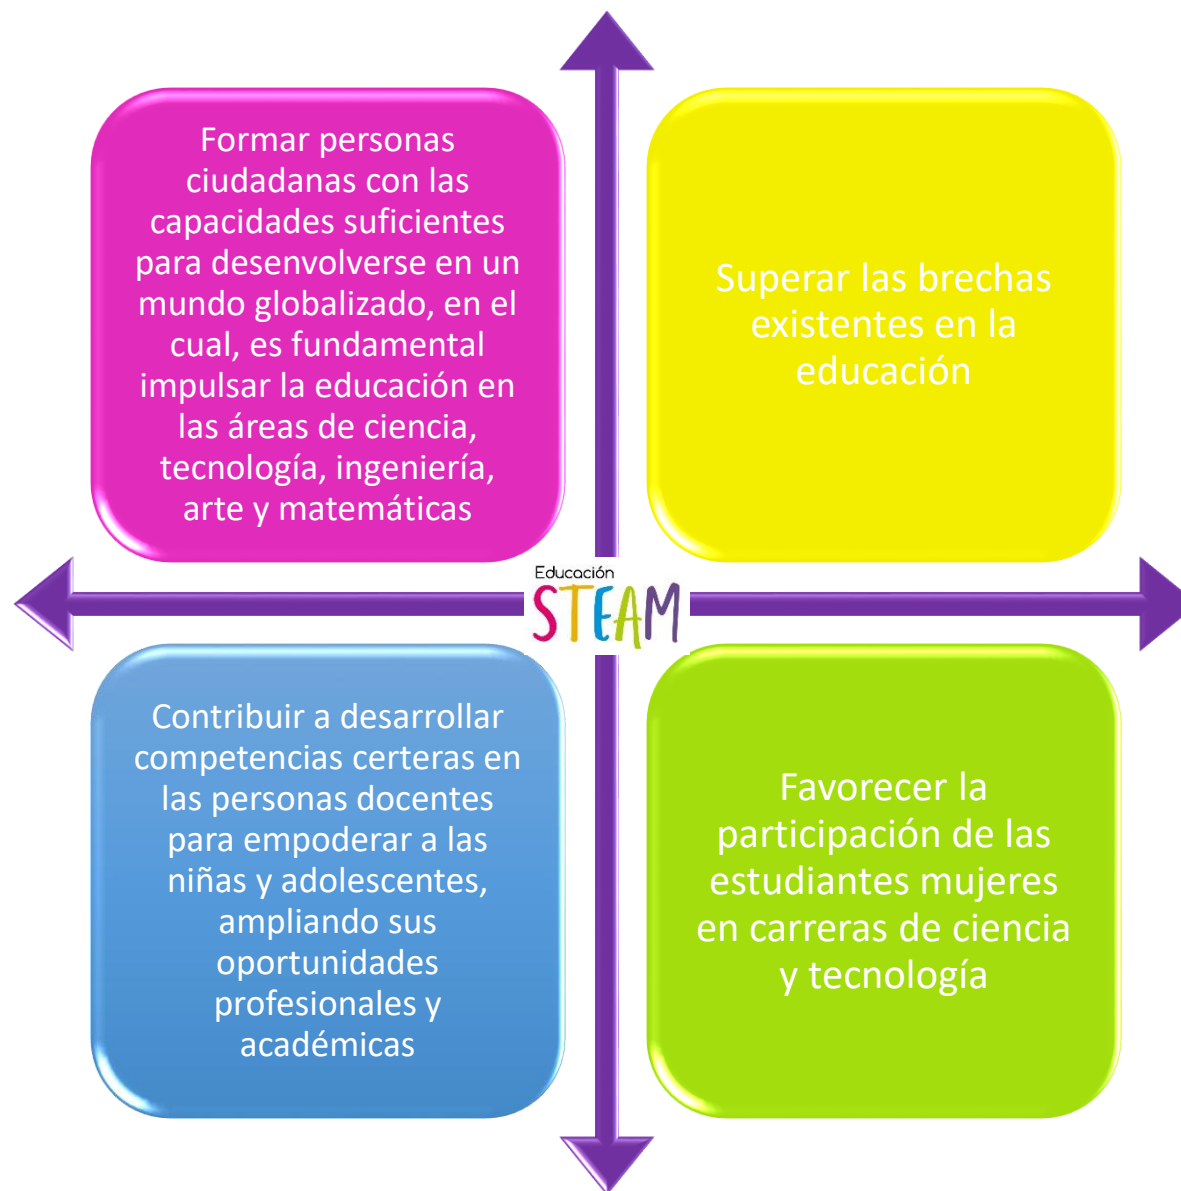 Formar personas
ciudadanas con las
capacidades suficientes
para desenvolverse en un
mundo globalizado, en el
cual, es fundamental
impulsar la educación en
las áreas de ciencia,
tecnología, ingeniería,
arte y matemáticas
Superar las brechas
existentes en la
educación
Educación
STEAM
Contribuir a desarrollar
competencias certeras en
las personas docentes
para empoderar a las
niñas y adolescentes,
ampliando sus
oportunidades
profesionales y
académicas
Favorecer la
participación de las
estudiantes mujeres
en carreras de ciencia
y tecnología